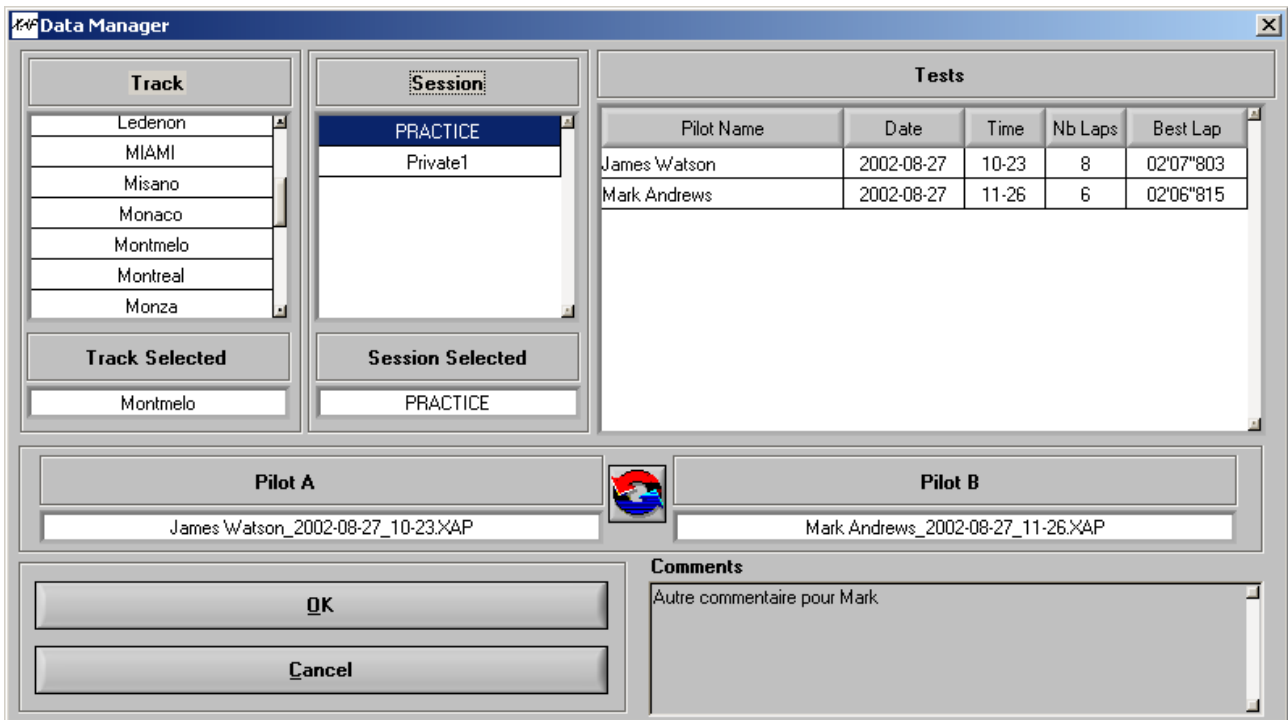 XAP Data Manager
Track
Ledenon
MIAMI
Misano
Monaco
Montmelo
Montreal
Monza
Track Selected
Montmelo
Session
PRACTICE
Private1
Session Selected
PRACTICE
Tests
Pilot Name Date Time Nb Laps Best Lap
James Watson 2002-08-27 10-23 8 02'07"803
Mark Andrews 2002-08-27 11-26 6 02'06"815
Pilot A
James Watson_2002-08-27_10-23.XAP
Pilot B
Mark Andrews_2002-08-27_11-26.XAP
OK
Cancel
Comments
Autre commentaire pour Mark